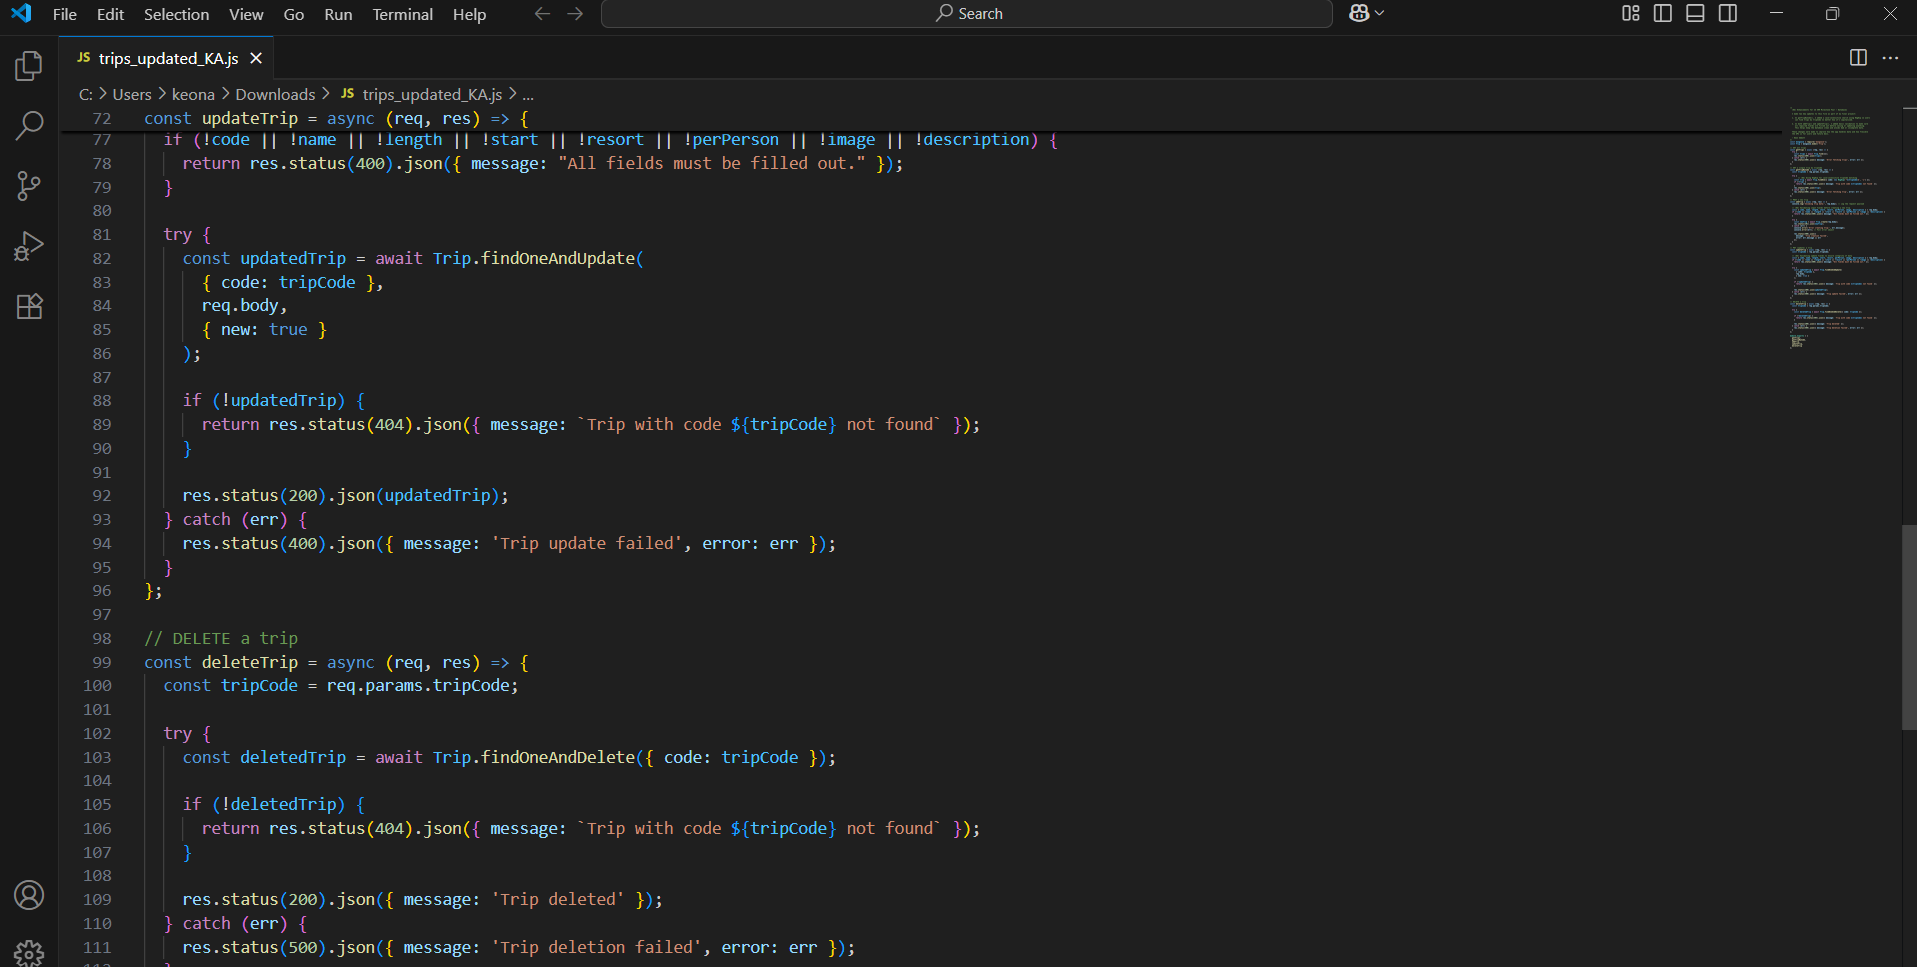 File Edit Selection View Go Run Terminal Help Search
JS trips_updated_KA.js
C: > Users > keona > Downloads > JS trips_updated_KA.js > ...
72 const updateTrip = async (req, res) => {
77 if (!code || !name || !length || !start || !resort || !perPerson || !image || !description) {
78 return res.status(400).json({ message: "All fields must be filled out." });
79 }
80
81 try {
82 const updatedTrip = await Trip.findOneAndUpdate(
83 { code: tripCode },
84 req.body,
85 { new: true }
86 );
87
88 if (!updatedTrip) {
89 return res.status(404).json({ message: `Trip with code ${tripCode} not found` });
90 }
91
92 res.status(200).json(updatedTrip);
93 } catch (err) {
94 res.status(400).json({ message: 'Trip update failed', error: err });
95 }
96 };
97
98 // DELETE a trip
99 const deleteTrip = async (req, res) => {
100 const tripCode = req.params.tripCode;
101
102 try {
103 const deletedTrip = await Trip.findOneAndDelete({ code: tripCode });
104
105 if (!deletedTrip) {
106 return res.status(404).json({ message: `Trip with code ${tripCode} not found` });
107 }
108
109 res.status(200).json({ message: 'Trip deleted' });
110 } catch (err) {
111 res.status(500).json({ message: 'Trip deletion failed', error: err });